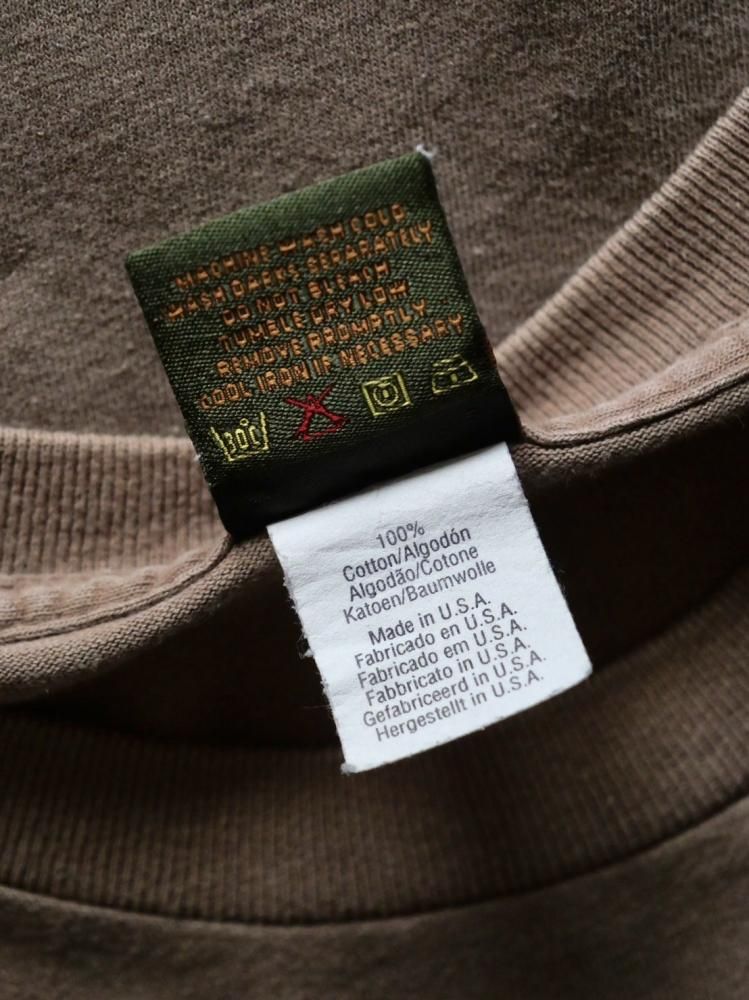 MACHINE WASH COLD
WASH DARKS SEPARATELY
DO NOT BLEACH
TUMBLE DRY LOW
REMOVE PROMPTLY
COOL IRON IF NECESSARY
30°C
100%
Cotton/Algodón
Algodão/Cotone
Katoen/Baumwolle
Made in U.S.A.
Fabricado en U.S.A.
Fabricado em U.S.A.
Fabbricato in U.S.A.
Gefabriceerd in U.S.A.
Hergestellt in U.S.A.